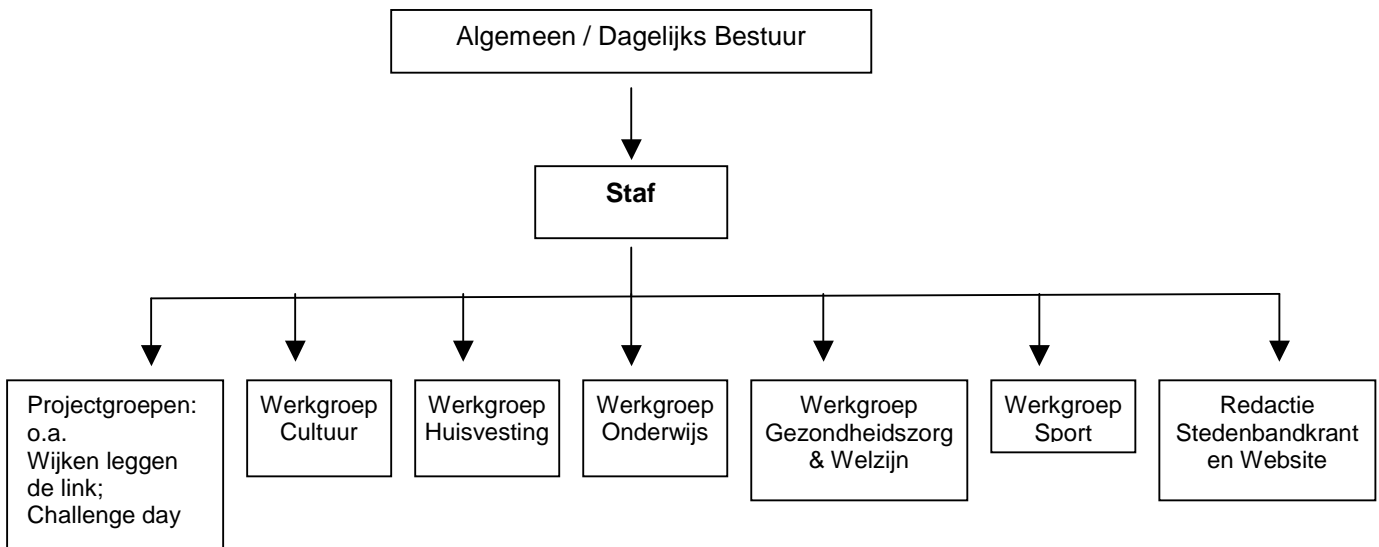 Algemeen / Dagelijks Bestuur
Staf
Projectgroepen:
o.a.
Wijken leggen
de link;
Challenge day
Werkgroep
Cultuur
Werkgroep
Huisvesting
Werkgroep
Onderwijs
Werkgroep
Gezondheidszorg
& Welzijn
Werkgroep
Sport
Redactie
Stedenbandkrant
en Website